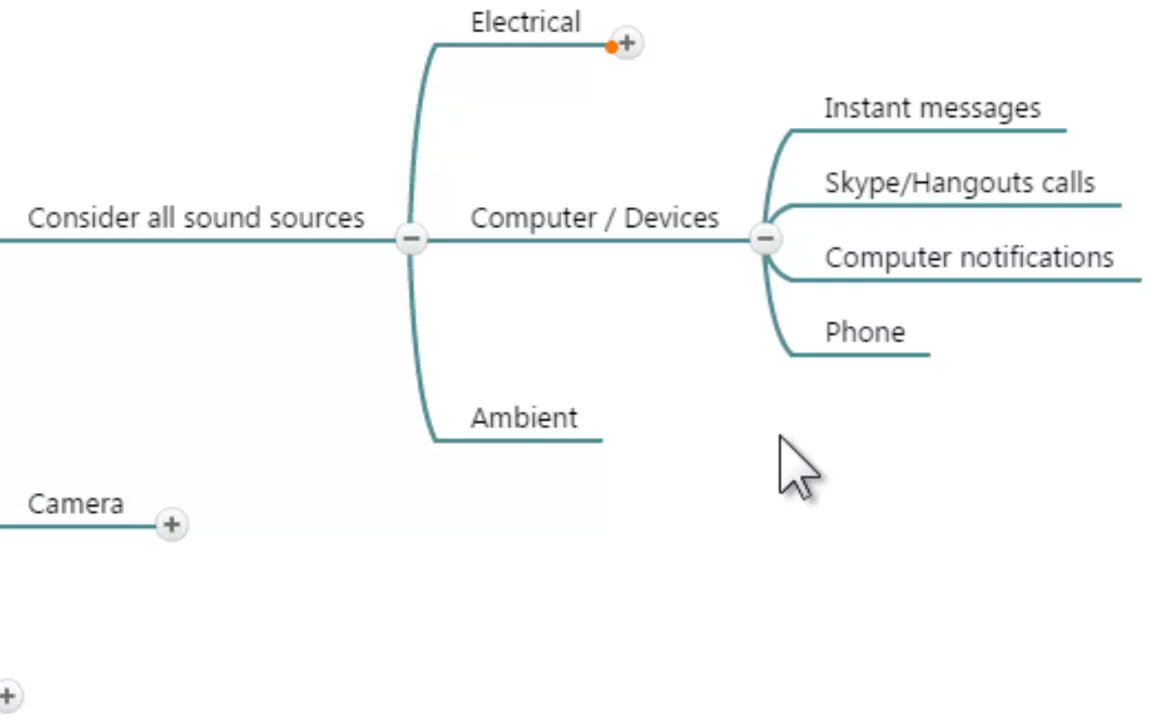 Electrical
Instant messages
Skype/Hangouts calls
Consider all sound sources
Computer / Devices
Computer notifications
Phone
Ambient
Camera